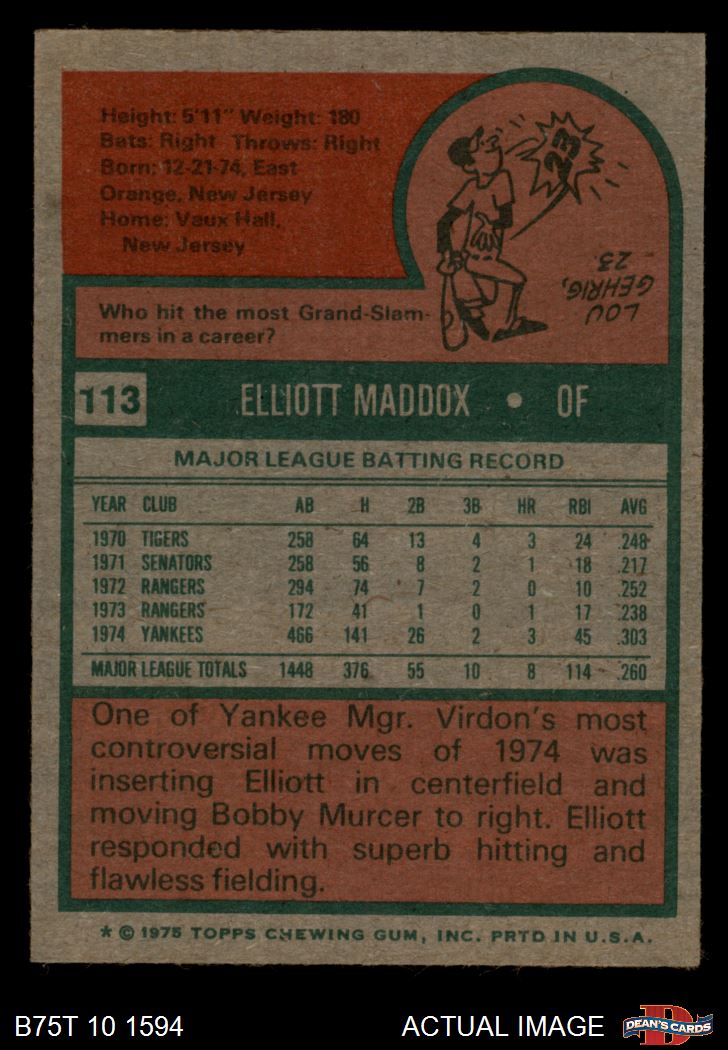 Height: 5'11" Weight: 180
Bats: Right Throws: Right
Born: 12-21-74, East
Orange, New Jersey
Home: Vaux Hall,
New Jersey
23
LOU
GEHRIG,
23.
Who hit the most Grand-Slam-
mers in a career?
113 ELLIOTT MADDOX • OF
MAJOR LEAGUE BATTING RECORD
YEAR CLUB AB H 2B 3B HR RBI AVG
1970 TIGERS 258 64 13 4 3 24 .248
1971 SENATORS 258 56 8 2 1 18 .217
1972 RANGERS 294 74 7 2 0 10 .252
1973 RANGERS 172 41 1 0 1 17 .238
1974 YANKEES 466 141 26 2 3 45 .303
MAJOR LEAGUE TOTALS 1448 376 55 10 8 114 .260
One of Yankee Mgr. Virdon's most
controversial moves of 1974 was
inserting Elliott in centerfield and
moving Bobby Murcer to right. Elliott
responded with superb hitting and
flawless fielding.
* © 1975 TOPPS CHEWING GUM, INC. PRTD IN U.S.A.
B75T 10 1594 ACTUAL IMAGE D DEAN'S CARDS